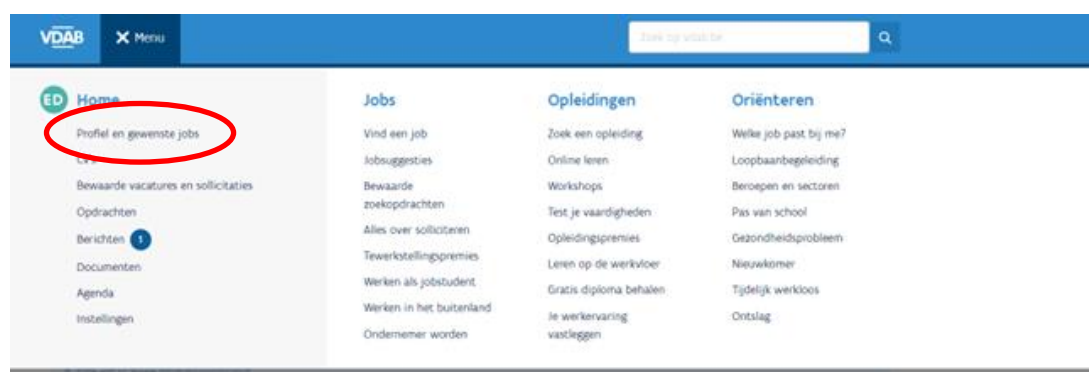 VDAB
Menu
Zoek op vdab.be
ED Home
Profiel en gewenste jobs
Bewaarde vacatures en sollicitaties
Opdrachten
Berichten 1
Documenten
Agenda
Instellingen
Jobs
Vind een job
Jobsuggesties
Bewaarde
zoekopdrachten
Alles over solliciteren
Tewerkstellingspremies
Werken als jobstudent
Werken in het buitenland
Ondernemer worden
Opleidingen
Zoek een opleiding
Online leren
Workshops
Test je vaardigheden
Opleidingspremies
Leren op de werkvloer
Gratis diploma behalen
Je werkervaring
vastleggen
Oriënteren
Welke job past bij me?
Loopbaanbegeleiding
Beroepen en sectoren
Pas van school
Gezondheidsprobleem
Nieuwkomer
Tijdelijk werkloos
Ontslag